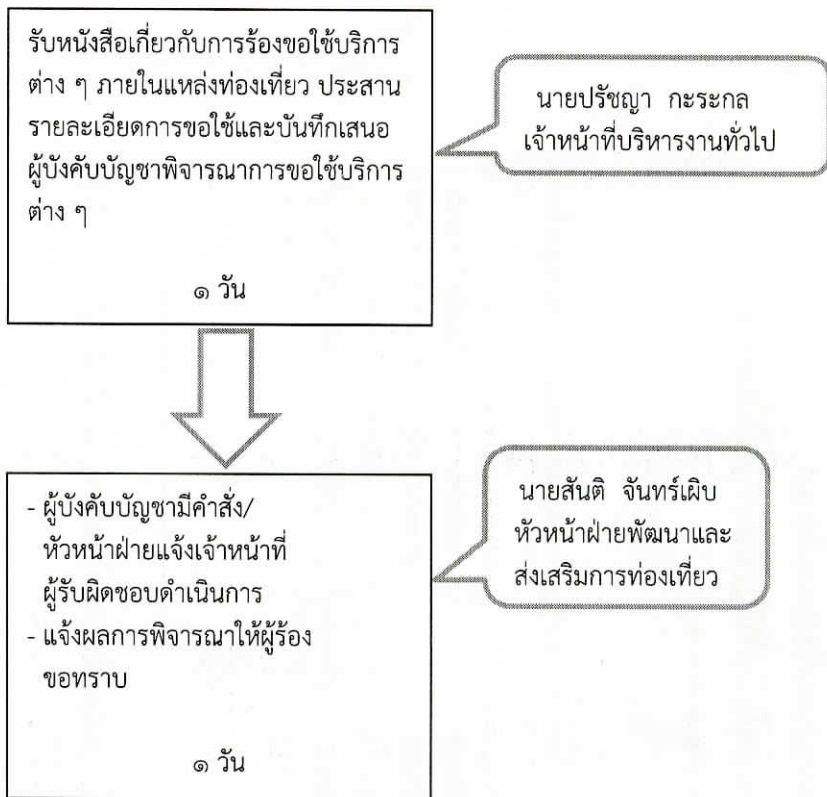 รับหนังสือเกี่ยวกับการร้องขอใช้บริการ
ต่าง ๆ ภายในแหล่งท่องเที่ยว ประสาน
รายละเอียดการขอใช้และบันทึกเสนอ
ผู้บังคับบัญชาพิจารณาการขอใช้บริการ
ต่าง ๆ
๑ วัน
นายปรัชญา กะระกล
เจ้าหน้าที่บริหารงานทั่วไป
- ผู้บังคับบัญชามีคำสั่ง/
หัวหน้าฝ่ายแจ้งเจ้าหน้าที่
ผู้รับผิดชอบดำเนินการ
- แจ้งผลการพิจารณาให้ผู้ร้อง
ขอทราบ
๑ วัน
นายสันติ จันทร์เผิบ
หัวหน้าฝ่ายพัฒนาและ
ส่งเสริมการท่องเที่ยว